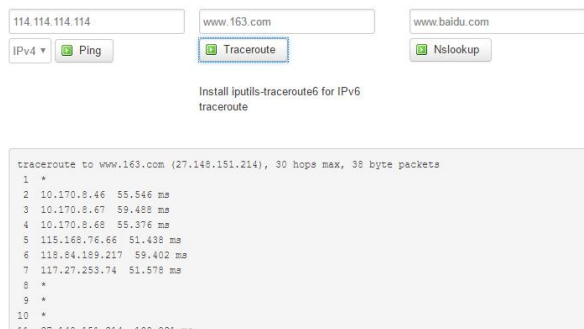 114.114.114.114
www.163.com
www.baidu.com
IPv4
Ping
Traceroute
Nslookup
Install iputils-traceroute6 for IPv6
traceroute
traceroute to www.163.com (27.148.151.214), 30 hops max, 38 byte packets
1 *
2 10.170.8.46 55.546 ms
3 10.170.8.67 59.488 ms
4 10.170.8.68 55.376 ms
5 115.168.76.66 51.438 ms
6 118.84.189.217 59.402 ms
7 117.27.253.74 51.578 ms
8 *
9 *
10 *